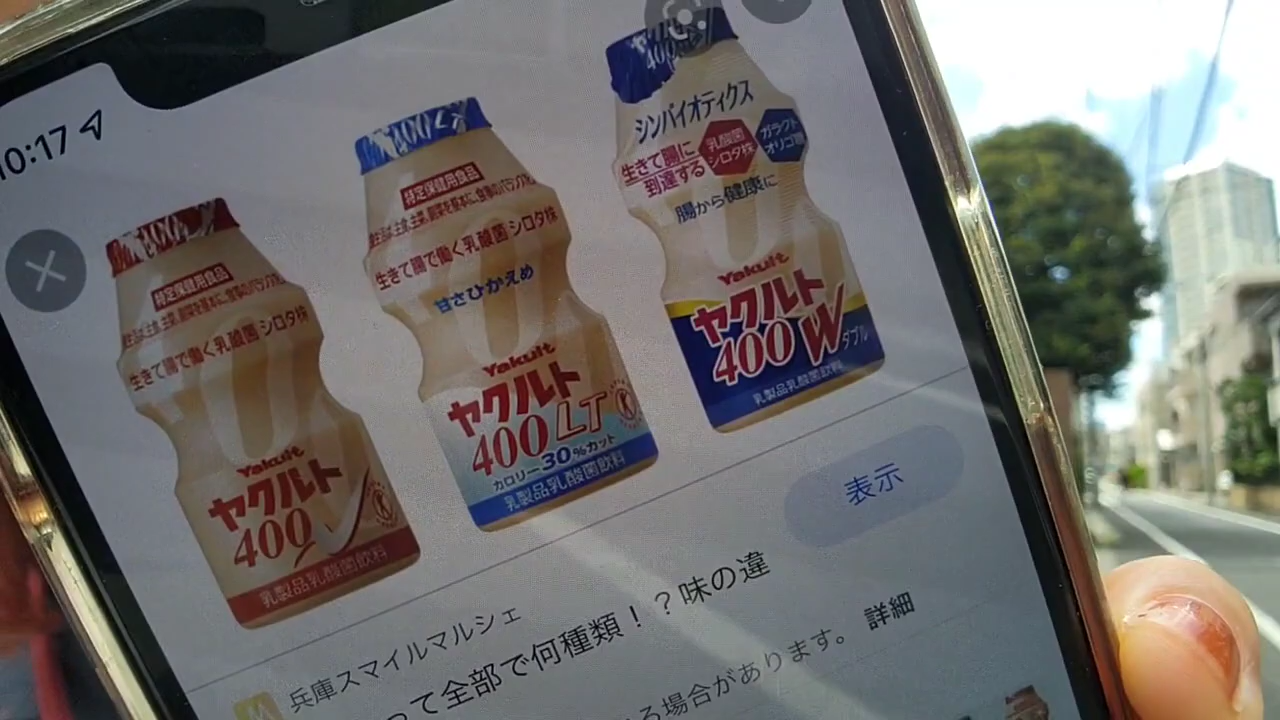 10:17
特定保健用食品
生きて腸で働く乳酸菌 シロタ株
Yakult
ヤクルト
400
乳製品乳酸菌飲料
400 LT
特定保健用食品
生きて腸で働く乳酸菌 シロタ株
甘さひかえめ
Yakult
ヤクルト
400LT
カロリー30%カット
乳製品乳酸菌飲料
400
シンバイオティクス
生きて腸に
到達する
乳酸菌
シロタ株
ガラクト
オリゴ糖
腸から健康に
Yakult
ヤクルト
400W
ダブル
乳製品乳酸菌飲料
表示
兵庫スマイルマルシェ
って全部で何種類！？味の違
る場合があります。 詳細